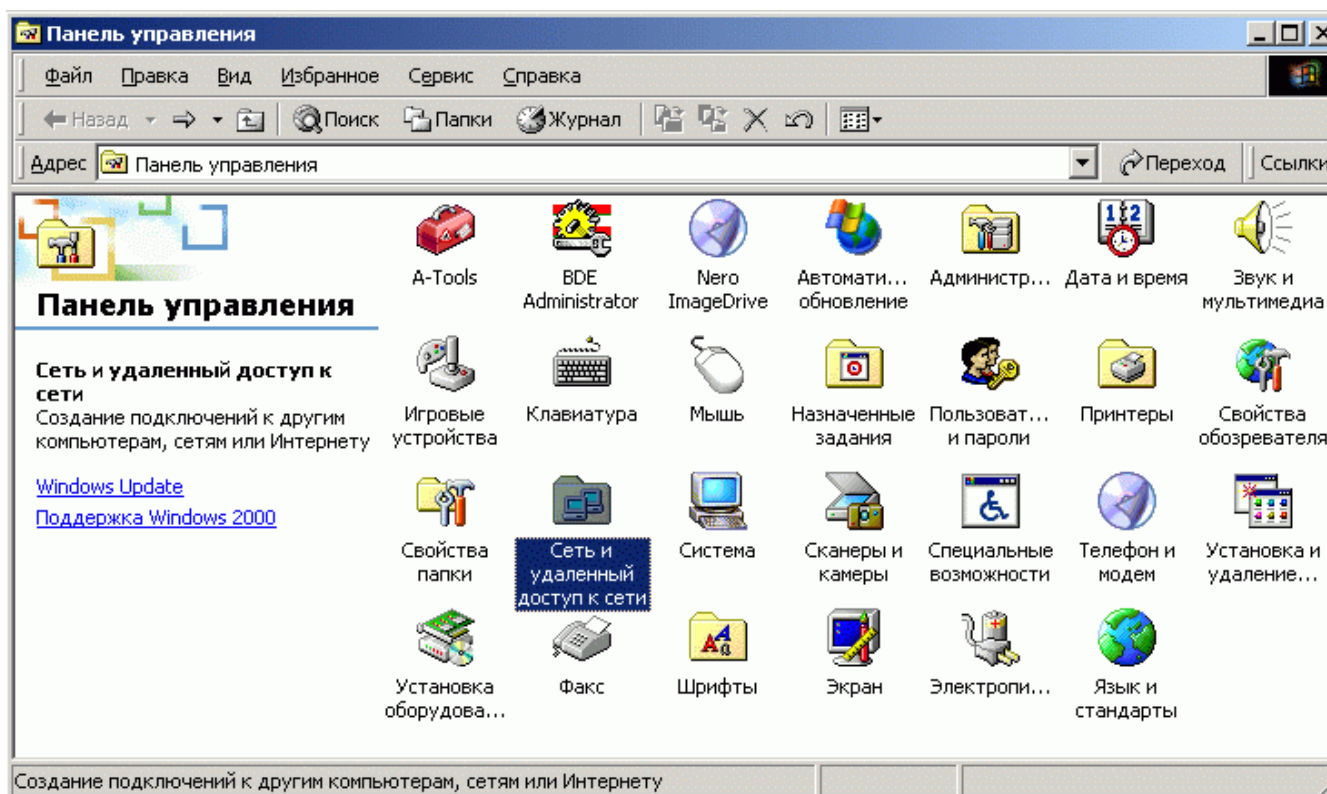 Панель управления
Файл Правка Вид Избранное Сервис Справка
Назад Поиск Папки Журнал
Адрес Панель управления Переход Ссылки
Панель управления
Сеть и удаленный доступ к
сети
Создание подключений к другим
компьютерам, сетям или Интернету
Windows Update
Поддержка Windows 2000
A-Tools
BDE
Administrator
Nero
ImageDrive
Автомати...
обновление
Администр...
Дата и время
Звук и
мультимедиа
Игровые
устройства
Клавиатура
Мышь
Назначенные
задания
Пользоват...
и пароли
Принтеры
Свойства
обозревателя
Свойства
папки
Сеть и
удаленный
доступ к сети
Система
Сканеры и
камеры
Специальные
возможности
Телефон и
модем
Установка и
удаление...
Установка
оборудова...
Факс
Шрифты
Экран
Электропи...
Язык и
стандарты
Создание подключений к другим компьютерам, сетям или Интернету